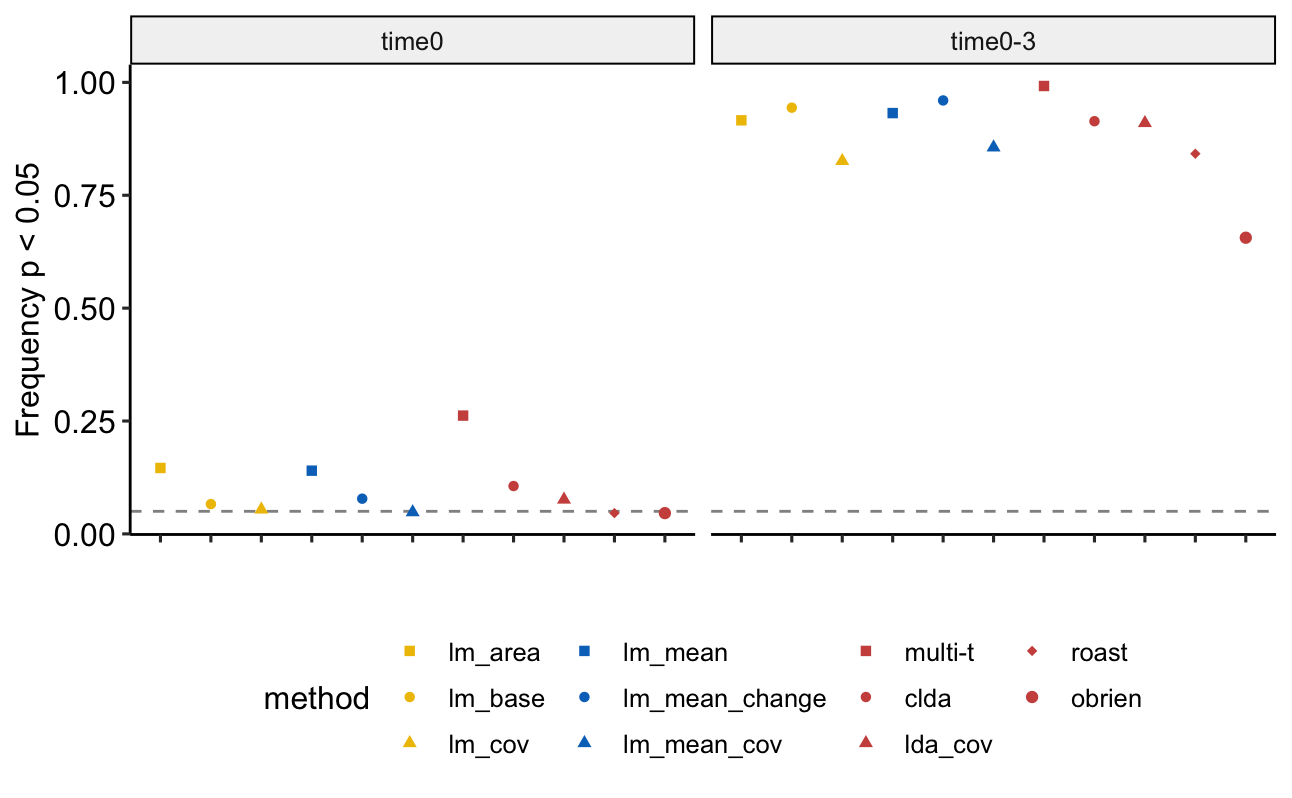 time0
time0-3
Frequency p < 0.05
1.00
0.75
0.50
0.25
0.00
method
lm_area
lm_base
lm_cov
lm_mean
lm_mean_change
lm_mean_cov
multi-t
clda
lda_cov
roast
obrien